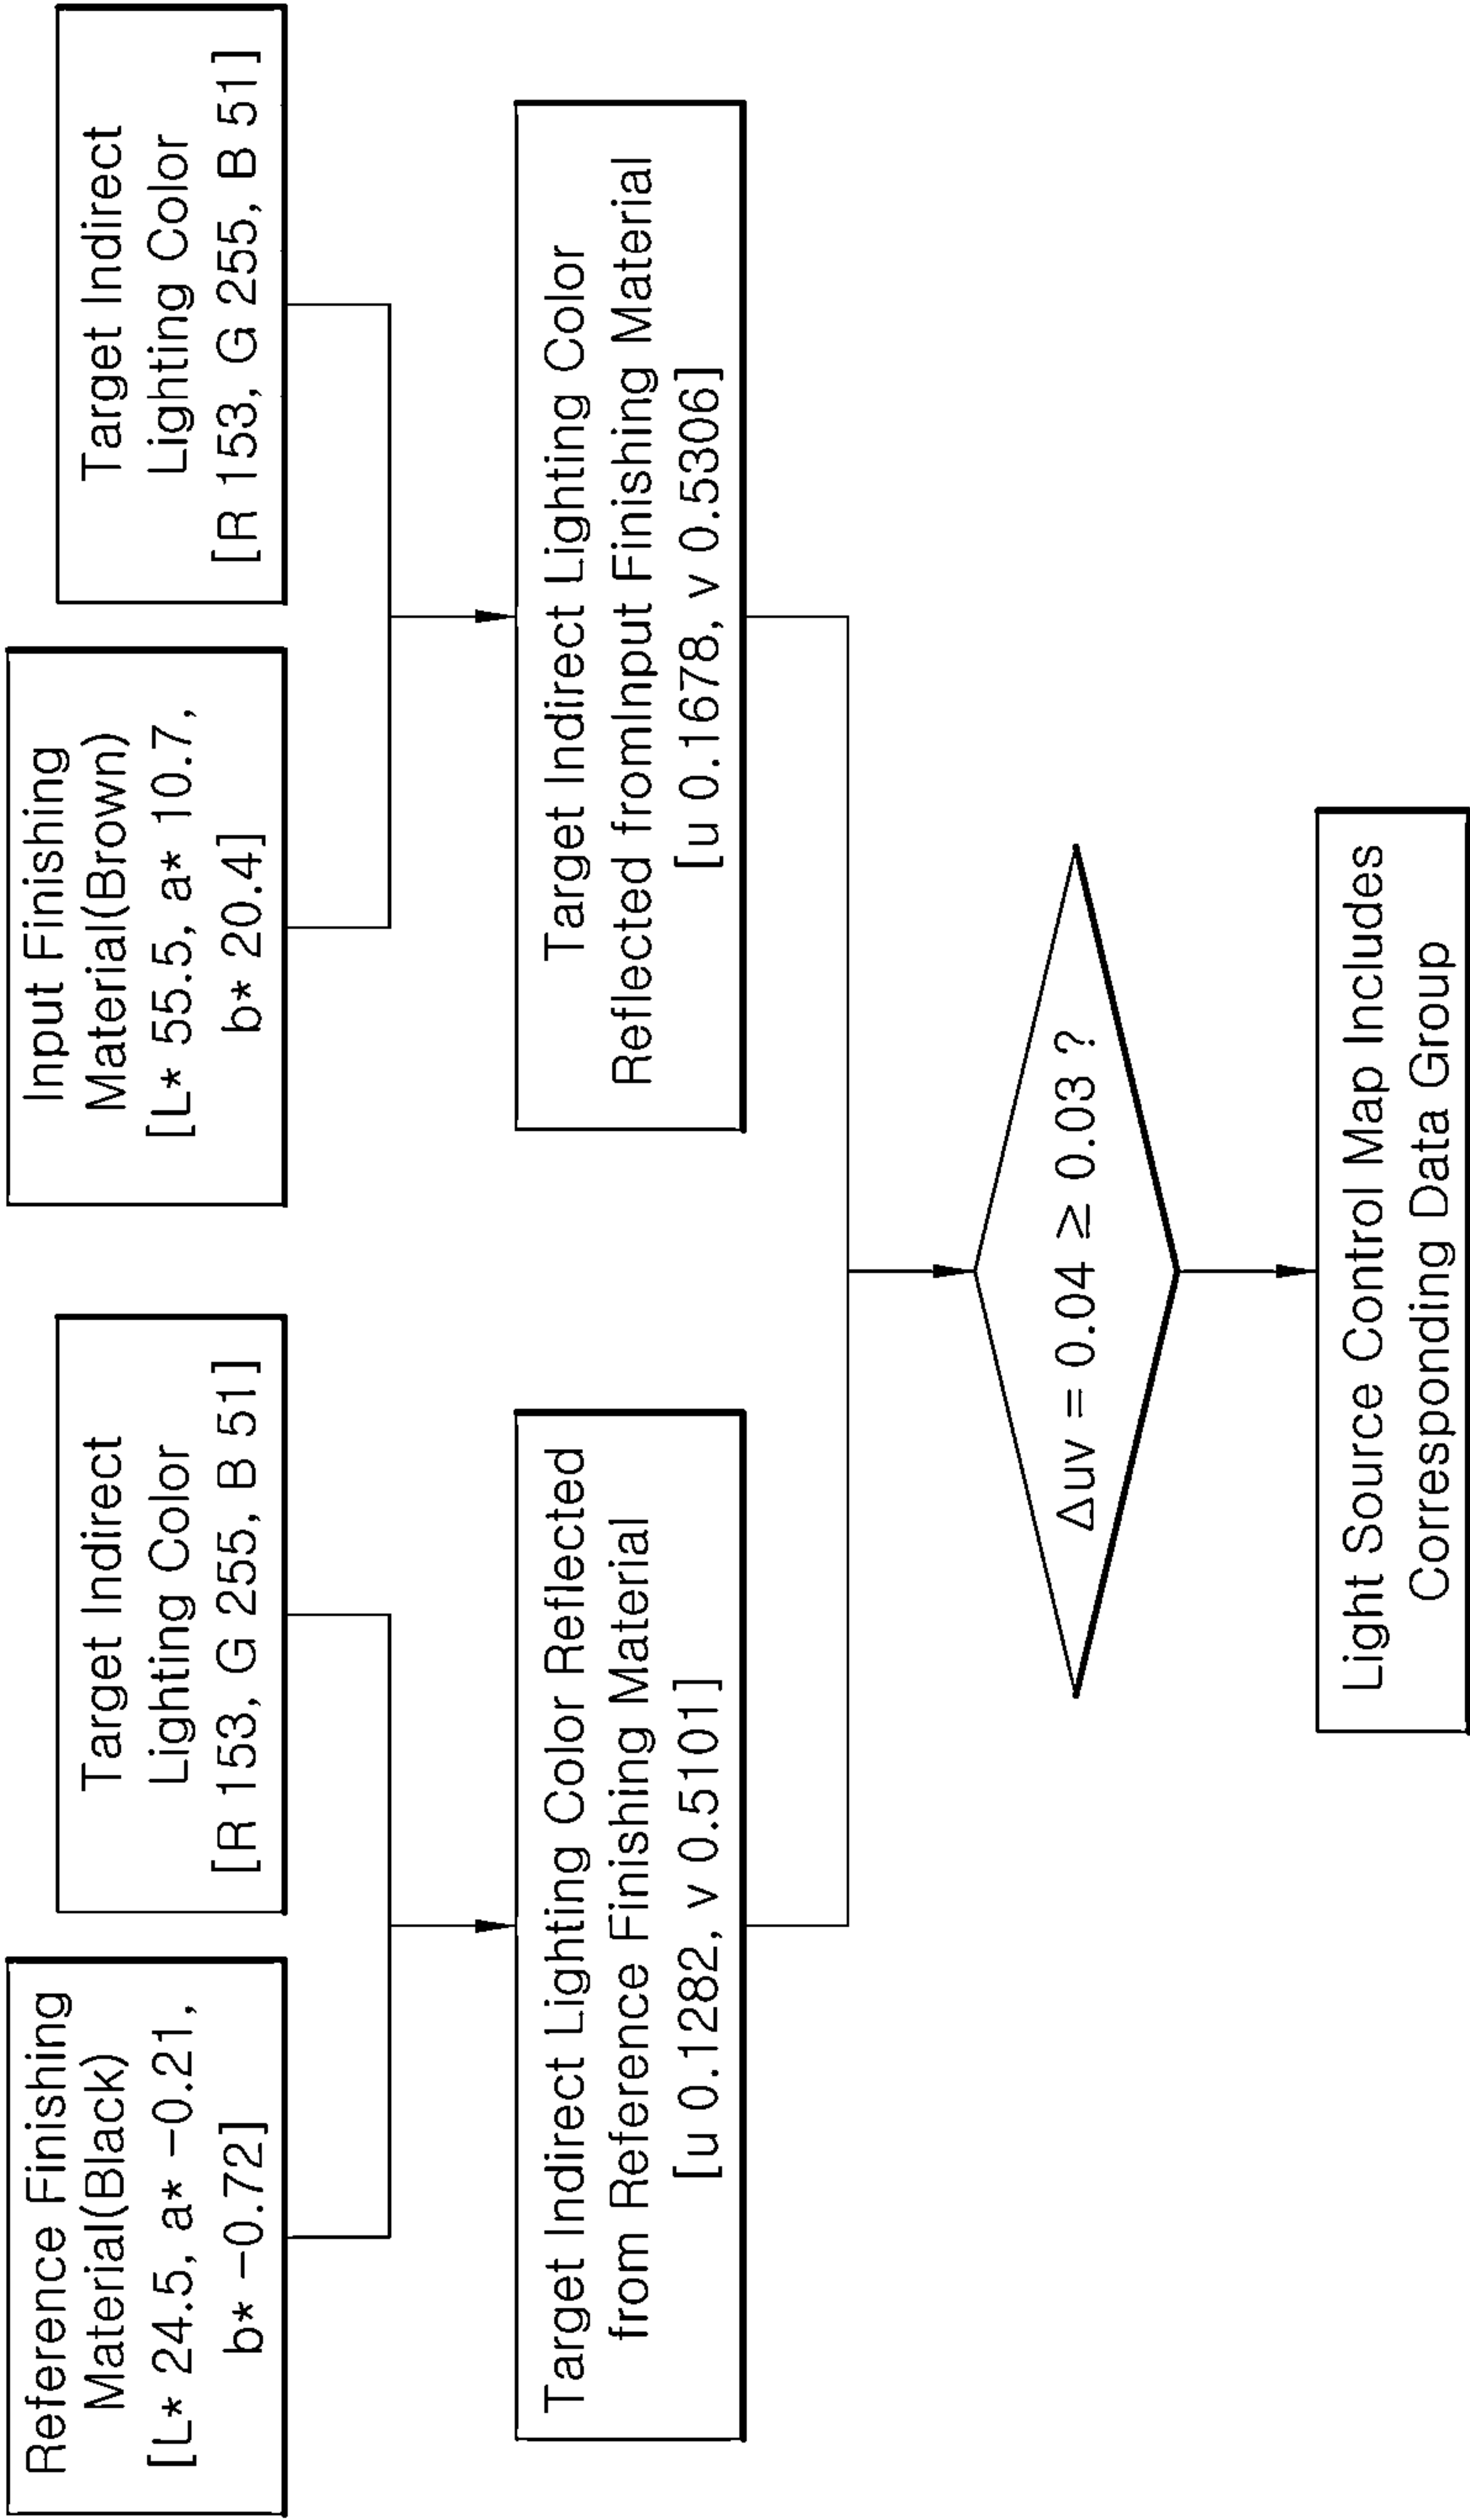 Reference Finishing
Material(Black)
[L* 24.5, a* -0.21,
b* -0.72]
Target Indirect
Lighting Color
[R 153, G 255, B 51]
Input Finishing
Material(Brown)
[L* 55.5, a* 10.7,
b* 20.4]
Target Indirect
Lighting Color
[R 153, G 255, B 51]
Target Indirect Lighting Color Reflected
from Reference Finishing Material
[u 0.1282, v 0.5101]
Target Indirect Lighting Color
Reflected fromInput Finishing Material
[u 0.1678, v 0.5306]
Δuv = 0.04 ≥ 0.03 ?
Light Source Control Map Includes
Corresponding Data Group